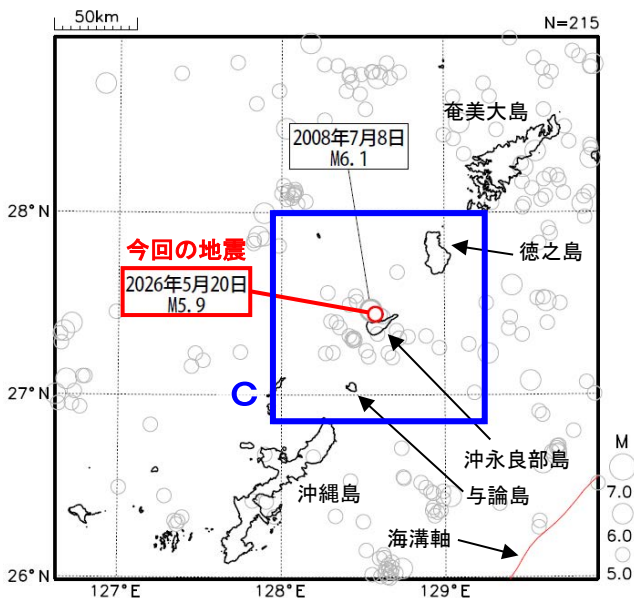 50km
N=215
奄美大島
2008年7月8日
M6.1
28°N
今回の地震
徳之島
2026年5月20日
M5.9
27°N
C
沖永良部島
沖縄島
与論島
海溝軸
M
7.0
6.0
5.0
26°N
127°E
128°E
129°E